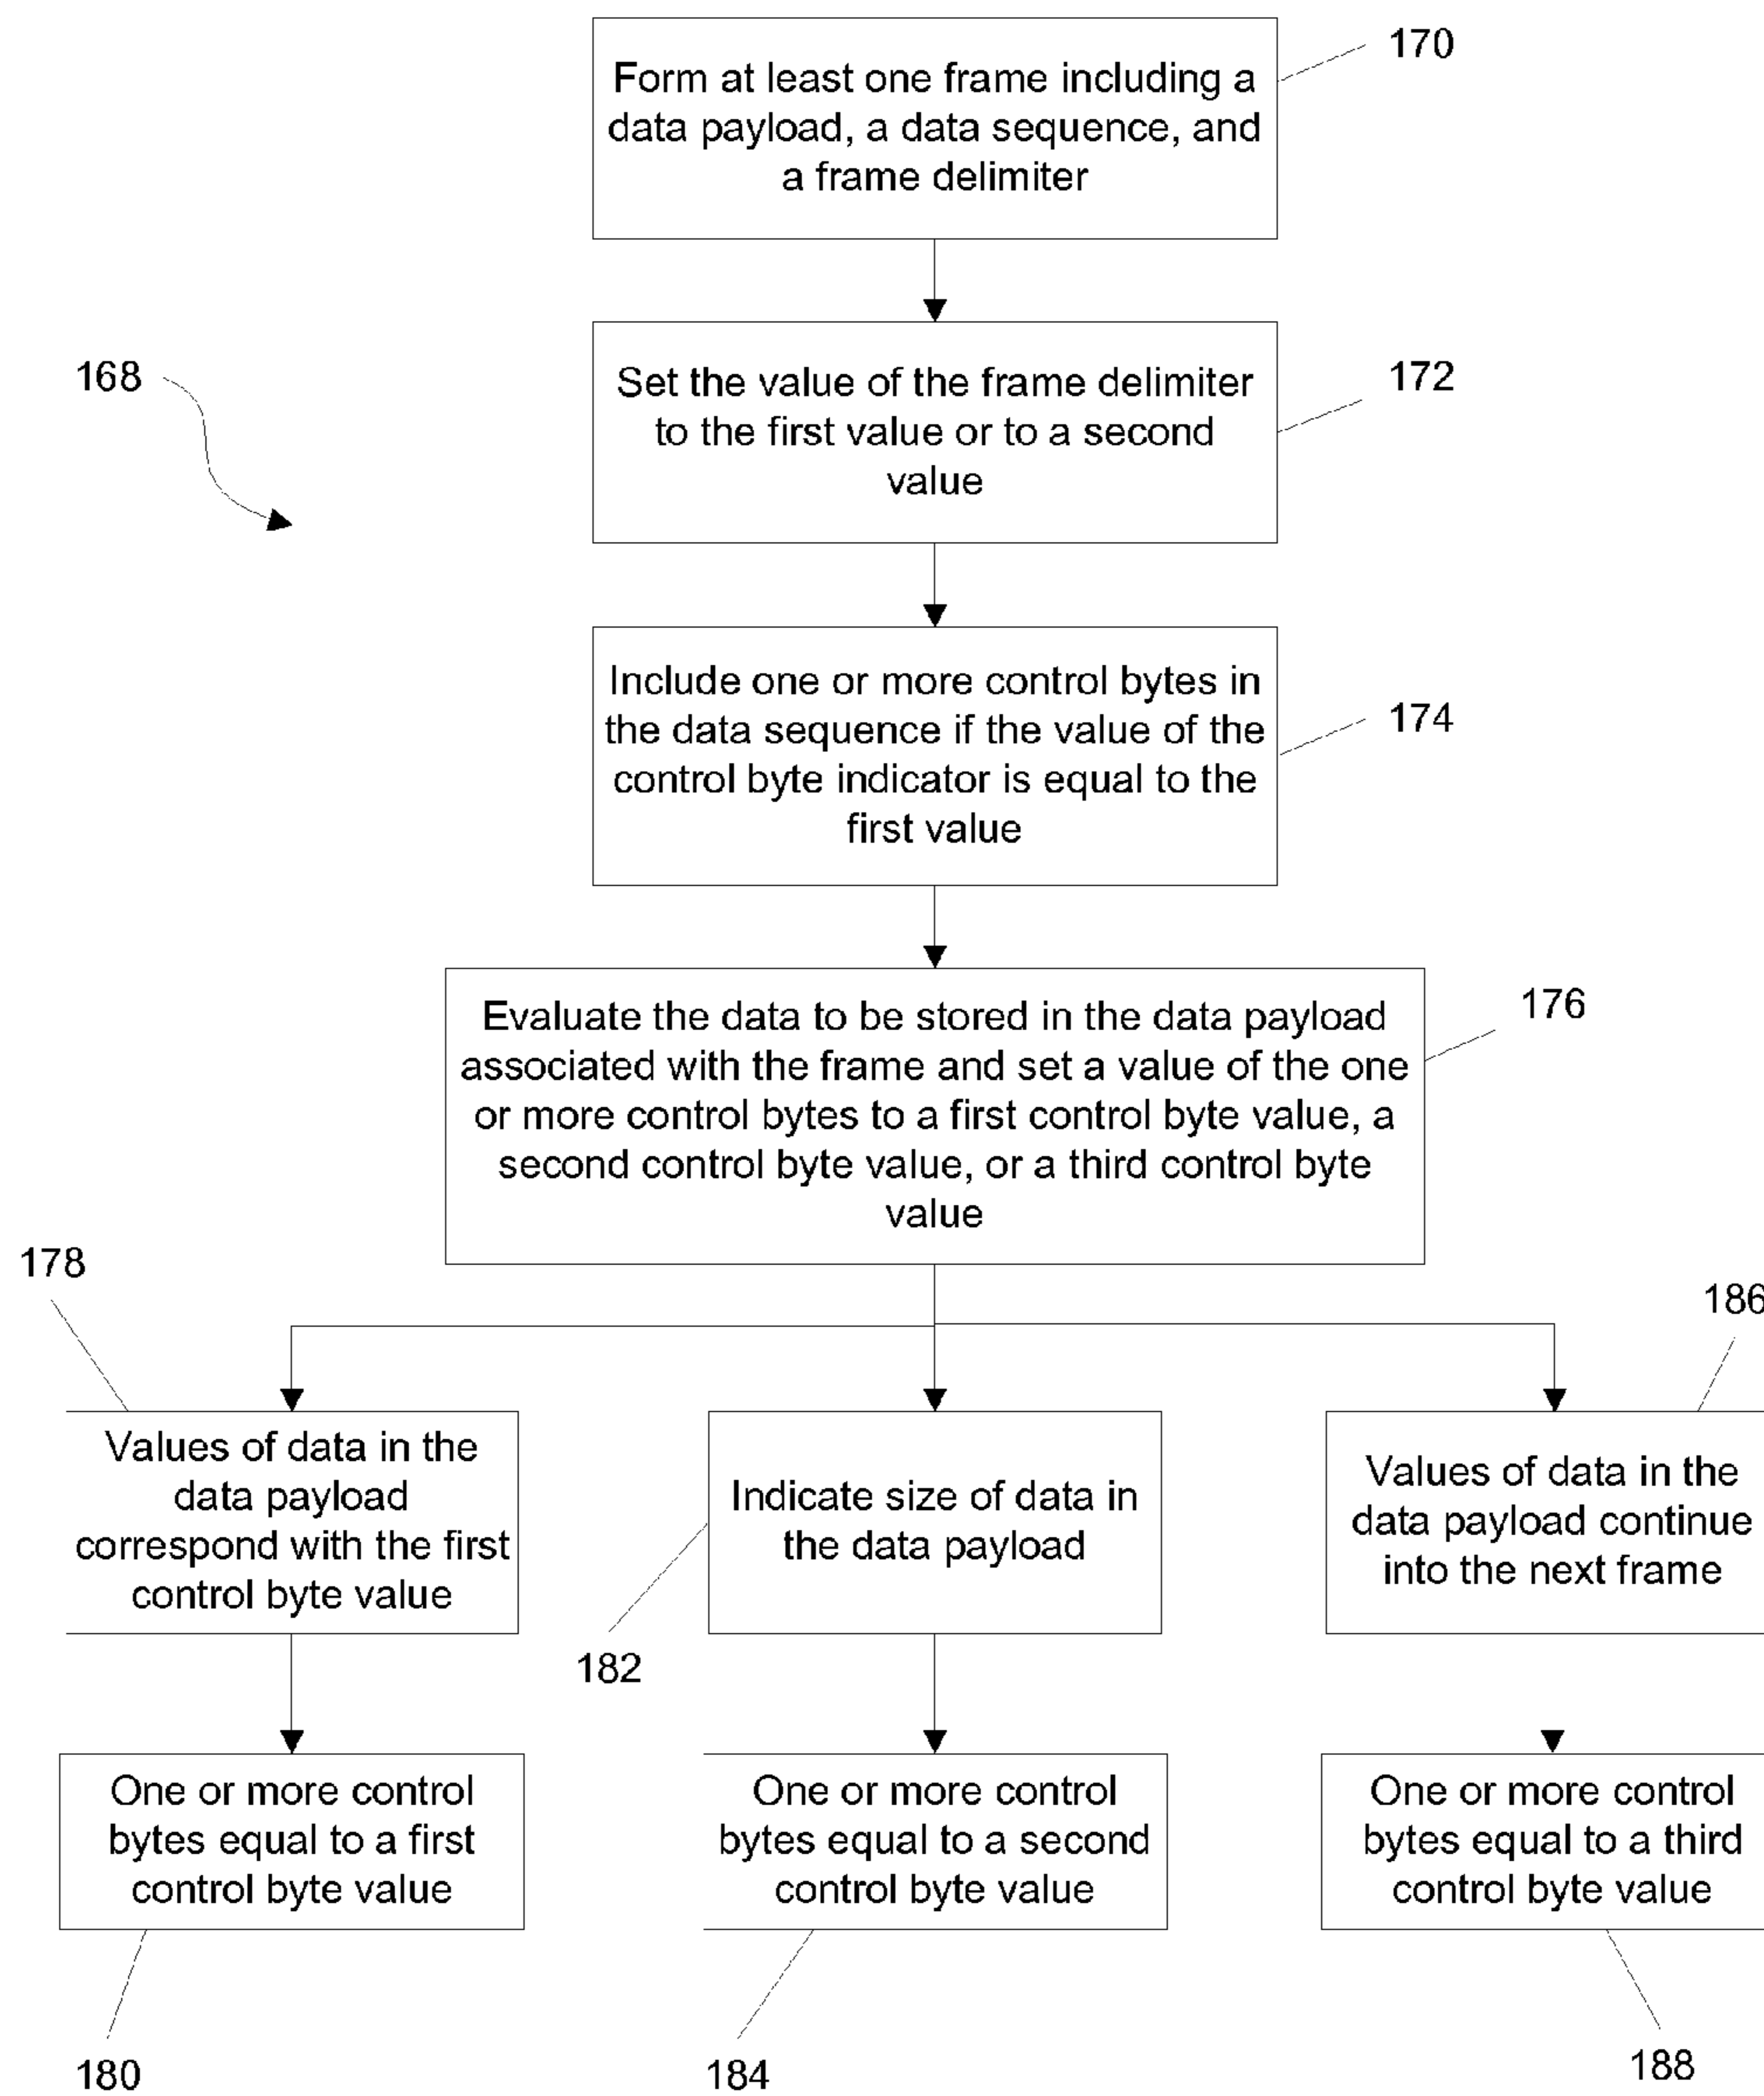 170
Form at least one frame including a
data payload, a data sequence, and
a frame delimiter
168
172
Set the value of the frame delimiter
to the first value or to a second
value
174
Include one or more control bytes in
the data sequence if the value of the
control byte indicator is equal to the
first value
176
Evaluate the data to be stored in the data payload
associated with the frame and set a value of the one
or more control bytes to a first control byte value, a
second control byte value, or a third control byte
value
178
186
Values of data in the
data payload
correspond with the first
control byte value
Indicate size of data in
the data payload
182
Values of data in the
data payload continue
into the next frame
One or more control
bytes equal to a first
control byte value
One or more control
bytes equal to a second
control byte value
One or more control
bytes equal to a third
control byte value
180
184
188